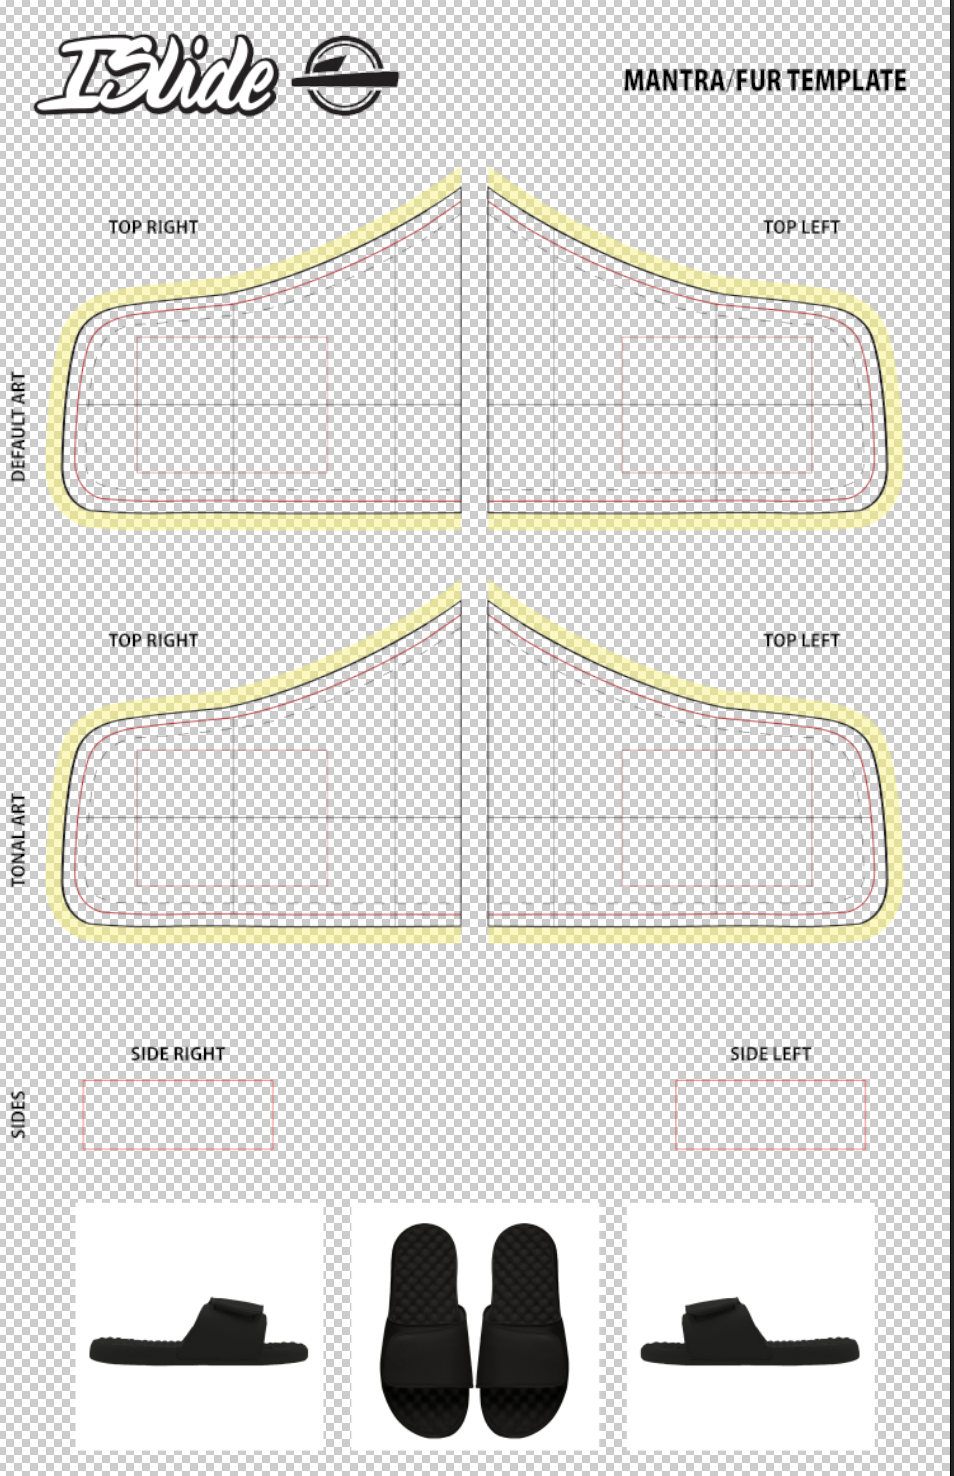 ISlide
MANTRA/FUR TEMPLATE
TOP RIGHT
TOP LEFT
DEFAULT ART
TOP RIGHT
TOP LEFT
TONAL ART
SIDE RIGHT
SIDE LEFT
SIDES